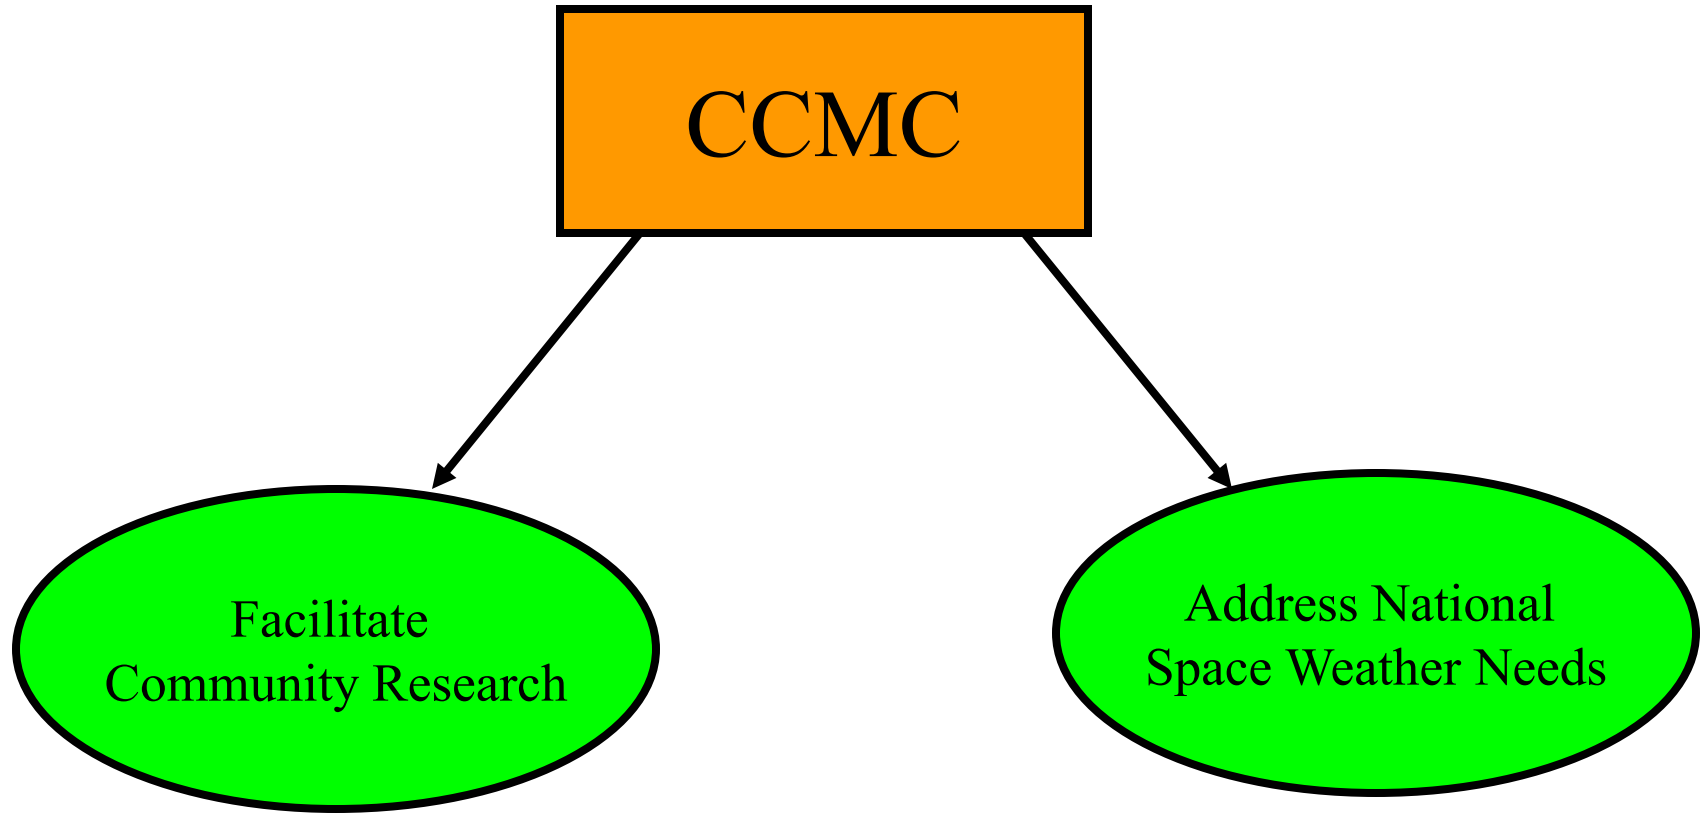 CCMC
Facilitate
Community Research
Address National
Space Weather Needs